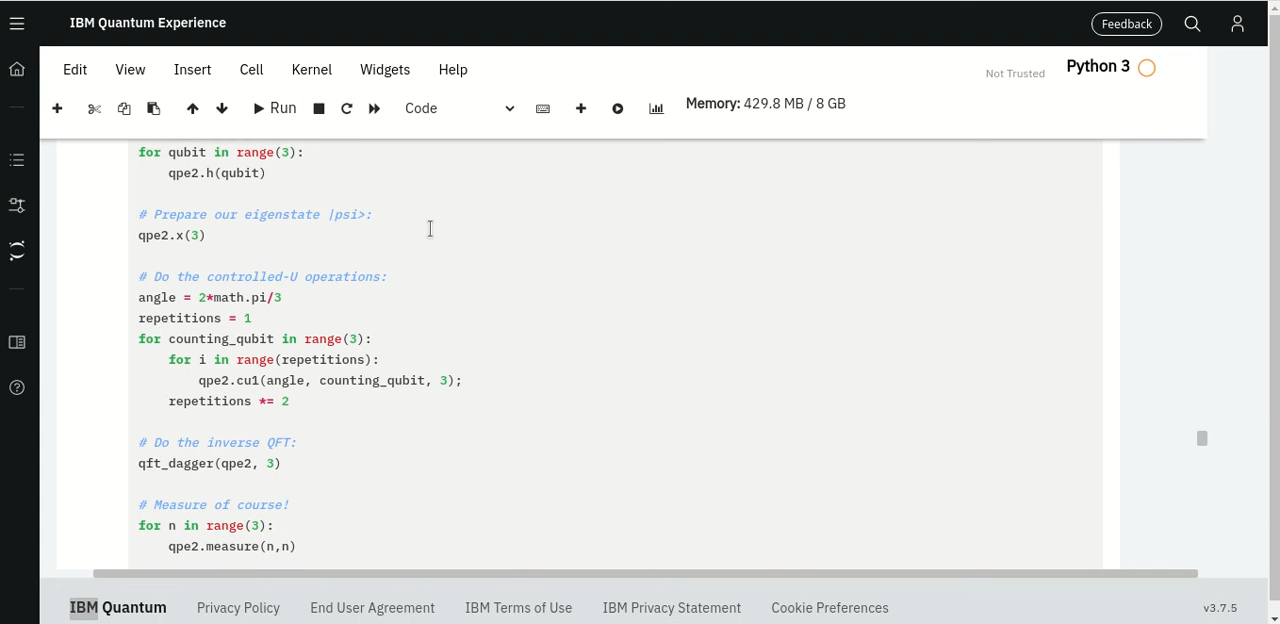 IBM Quantum Experience
Feedback
Edit View Insert Cell Kernel Widgets Help
Not Trusted
Python 3
Run
Code
Memory: 429.8 MB / 8 GB
for qubit in range(3):
    qpe2.h(qubit)
# Prepare our eigenstate |psi>:
qpe2.x(3)
# Do the controlled-U operations:
angle = 2*math.pi/3
repetitions = 1
for counting_qubit in range(3):
    for i in range(repetitions):
        qpe2.cu1(angle, counting_qubit, 3);
    repetitions *= 2
# Do the inverse QFT:
qft_dagger(qpe2, 3)
# Measure of course!
for n in range(3):
    qpe2.measure(n,n)
IBM Quantum Privacy Policy End User Agreement IBM Terms of Use IBM Privacy Statement Cookie Preferences v3.7.5